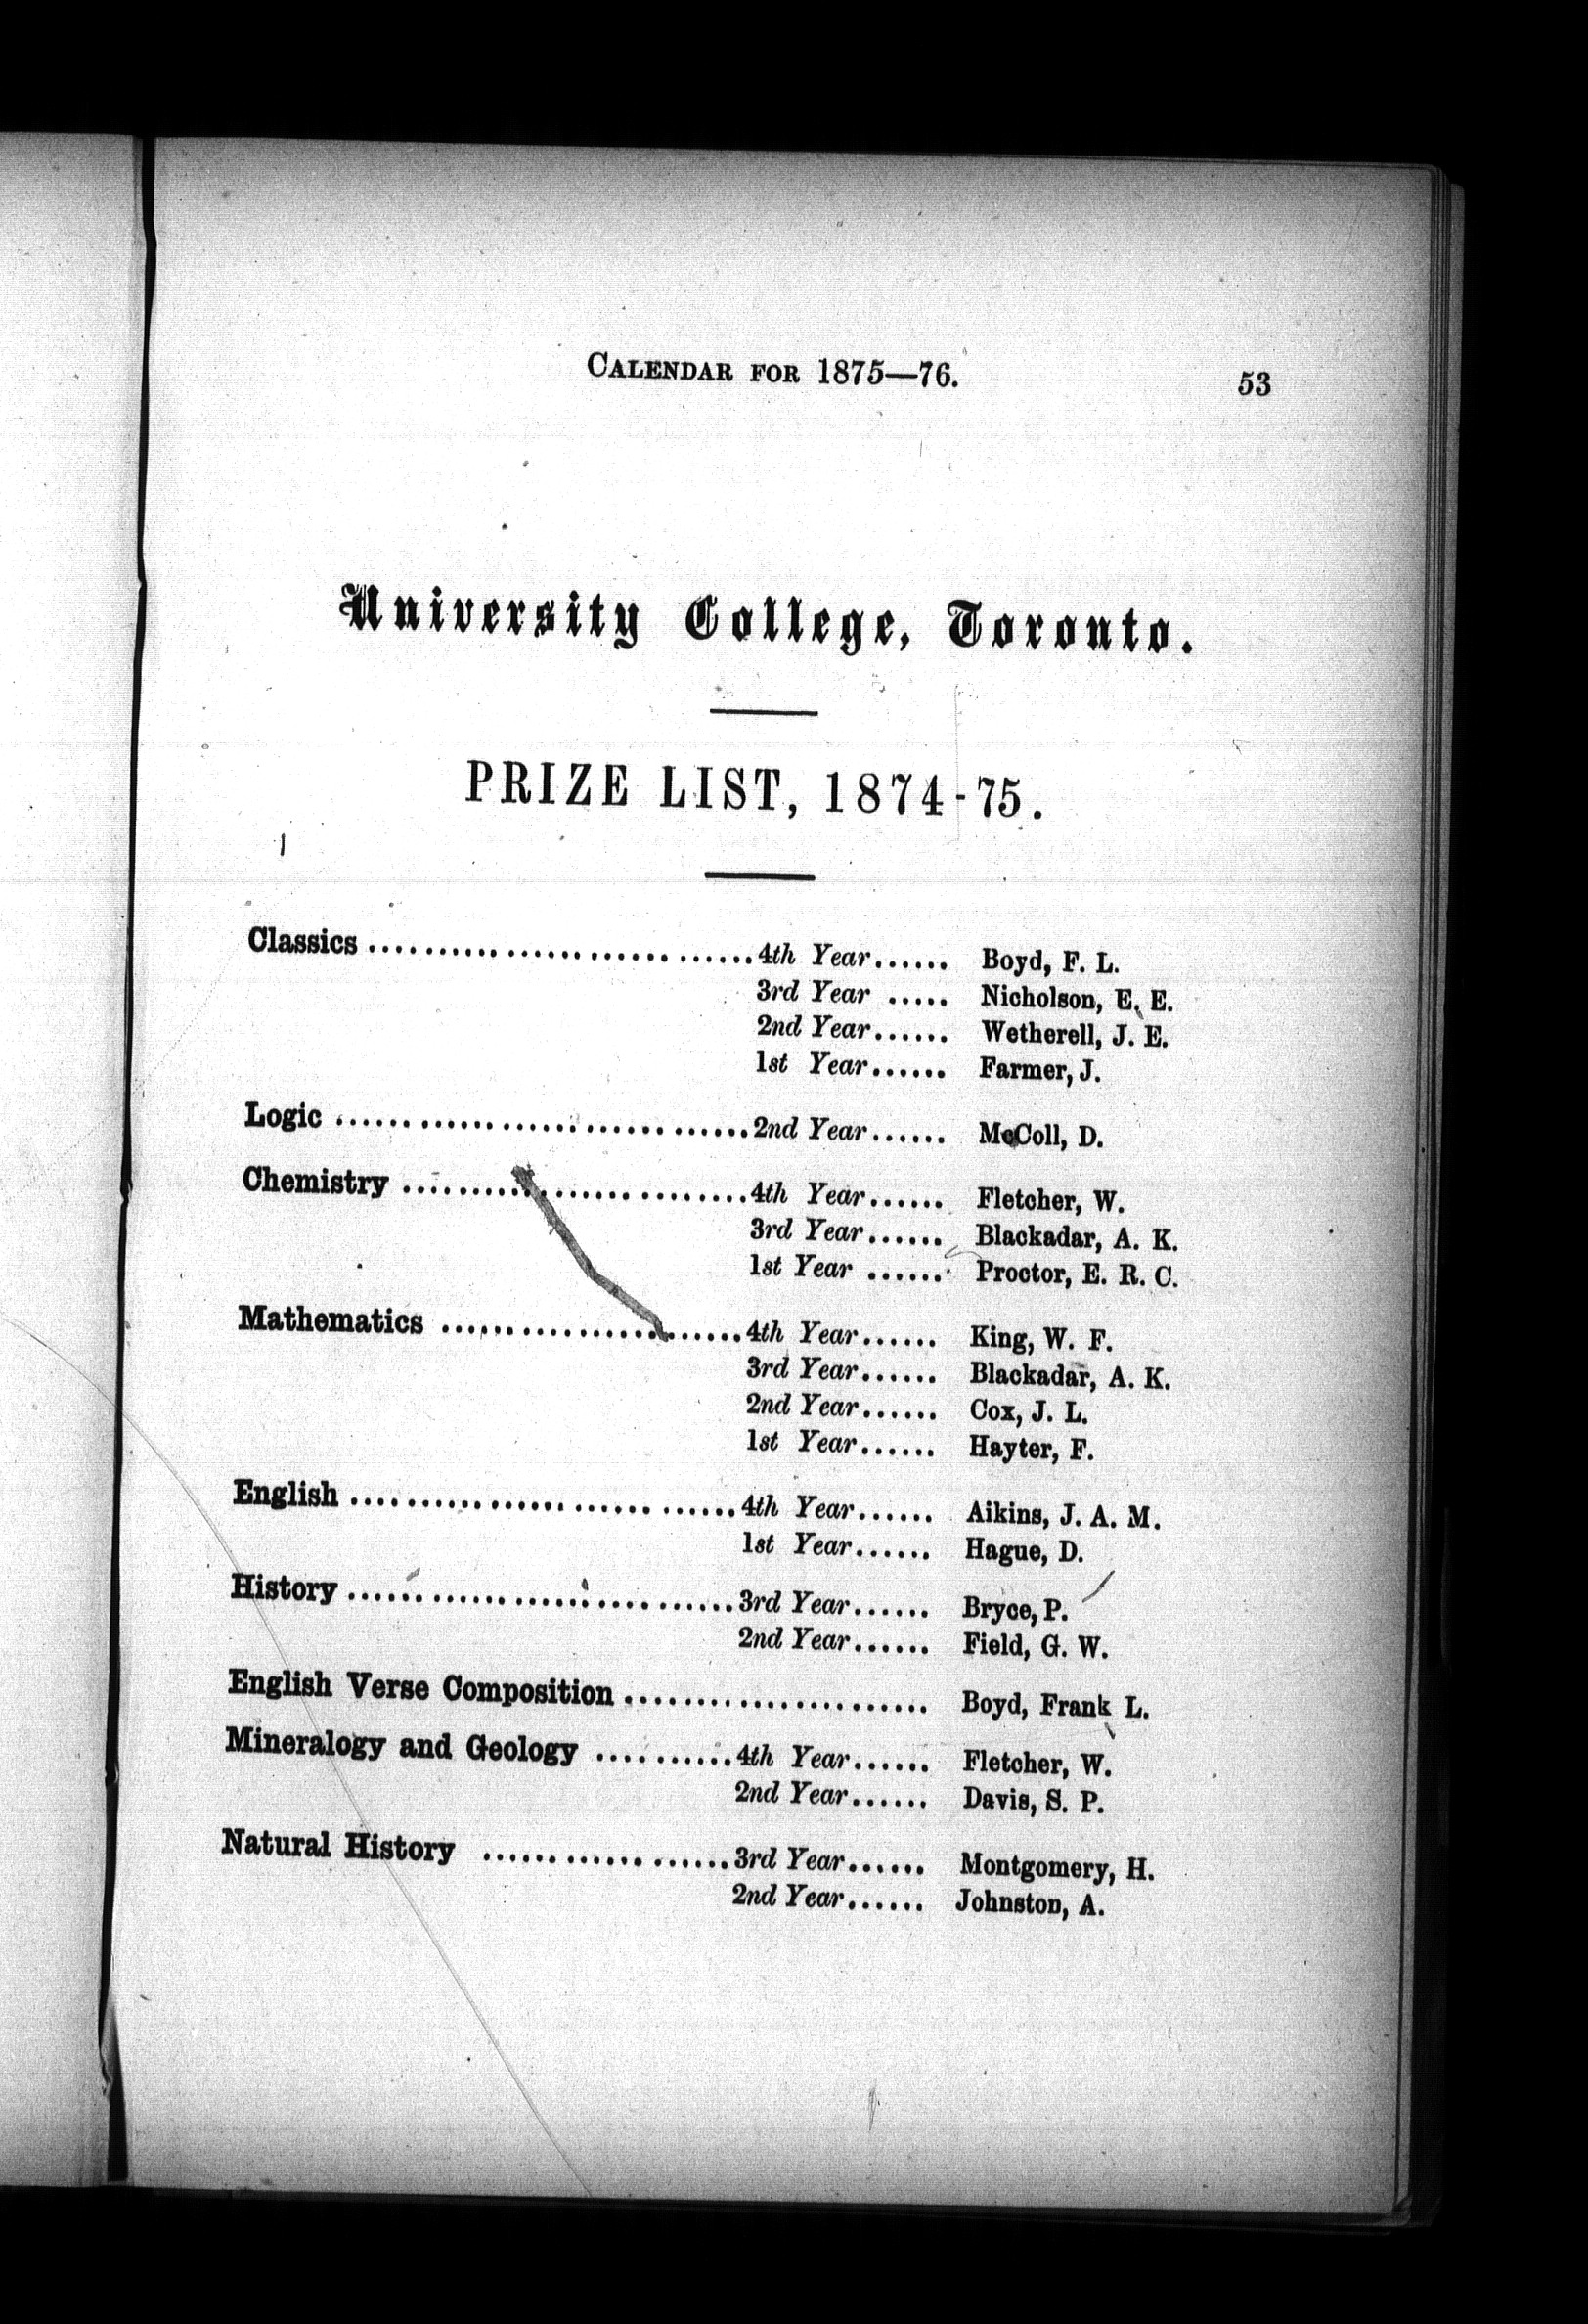 CALENDAR FOR 1875—76. 53
University College, Toronto.
PRIZE LIST, 1874-75.
Classics ........................... 4th Year...... Boyd, F. L.
3rd Year ..... Nicholson, E. E.
2nd Year...... Wetherell, J. E.
1st Year...... Farmer, J.
Logic ........................... 2nd Year...... McColl, D.
Chemistry ........................ 4th Year...... Fletcher, W.
3rd Year...... Blackadar, A. K.
1st Year ...... Proctor, E. R. C.
Mathematics ..................... 4th Year...... King, W. F.
3rd Year...... Blackadar, A. K.
2nd Year...... Cox, J. L.
1st Year...... Hayter, F.
English ........................... 4th Year...... Aikins, J. A. M.
1st Year...... Hague, D.
History ........................... 3rd Year...... Bryce, P.
2nd Year...... Field, G. W.
English Verse Composition ..................... Boyd, Frank L.
Mineralogy and Geology .......... 4th Year...... Fletcher, W.
2nd Year...... Davis, S. P.
Natural History .................. 3rd Year...... Montgomery, H.
2nd Year...... Johnston, A.